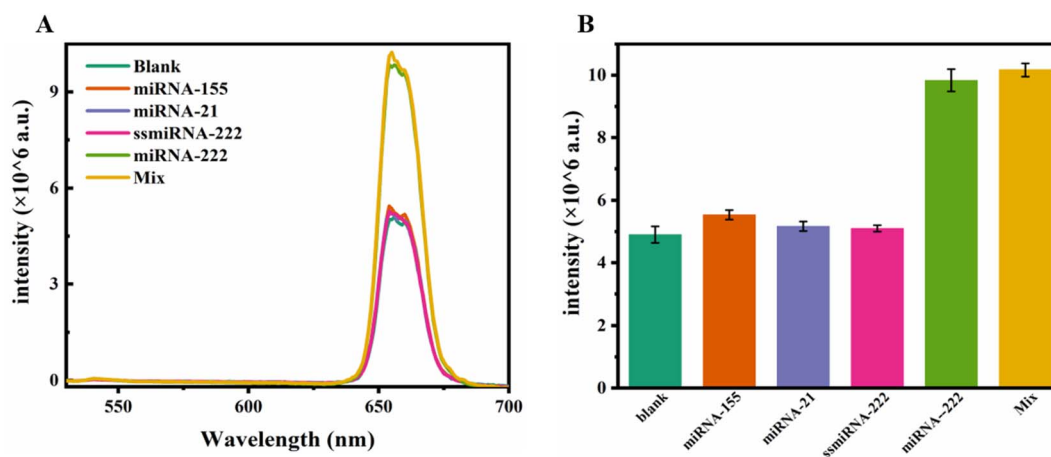 A
intensity (×10^6 a.u.)
9
6
3
0
Blank
miRNA-155
miRNA-21
ssmiRNA-222
miRNA-222
Mix
550
600
650
700
Wavelength (nm)
B
intensity (×10^6 a.u.)
10
8
6
4
2
0
blank
miRNA-155
miRNA-21
ssmiRNA-222
miRNA--222
Mix